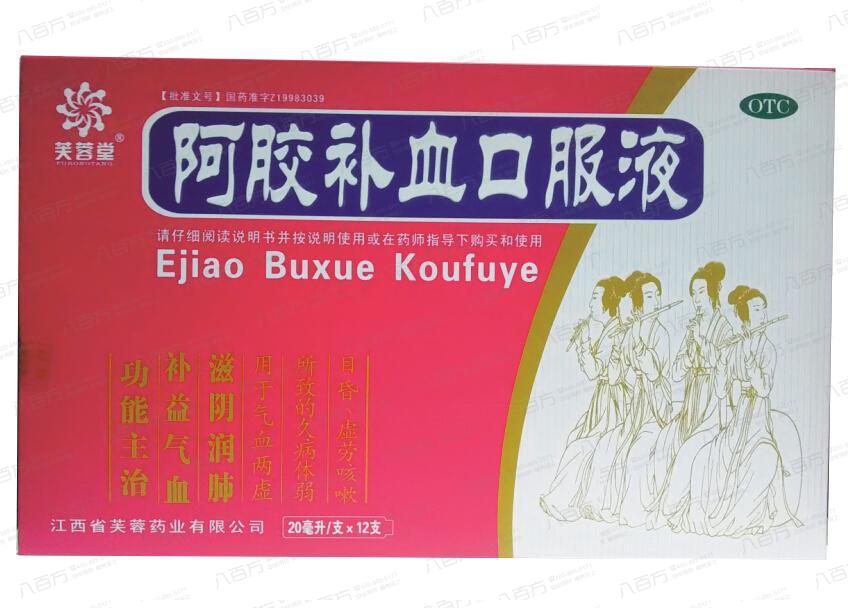 【批准文号】国药准字Z19983039
OTC
芙蓉堂®
FURONGTANG
阿胶补血口服液
请仔细阅读说明书并按说明使用或在药师指导下购买和使用
Ejiao Buxue Koufuye
功能主治
补益气血
滋阴润肺
用于气血两虚
所致的久病体弱
目昏、虚劳咳嗽
江西省芙蓉药业有限公司
20毫升/支×12支
八百万